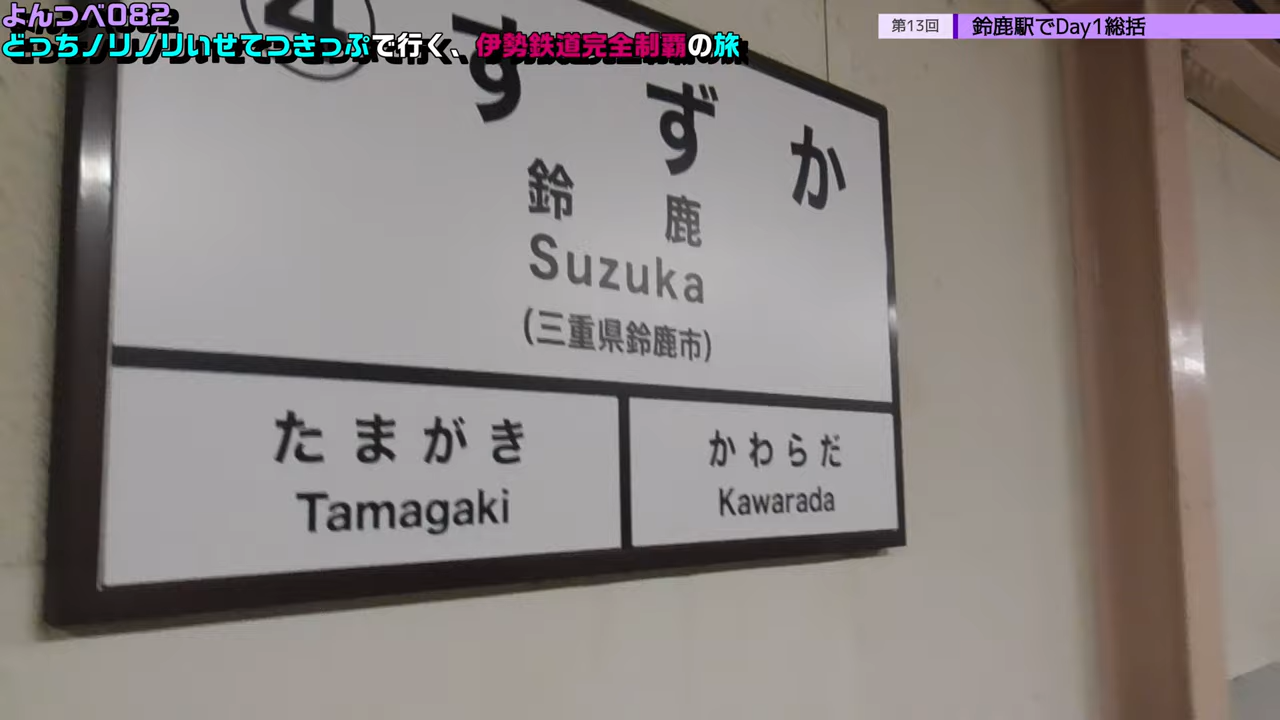 よんつべ082
どっちノリノリいせてつきっぷで行く、伊勢鉄道完全制覇の旅
第13回 鈴鹿駅でDay1総括
④
すずか
鈴鹿
Suzuka
(三重県鈴鹿市)
たまがき かわらだ
Tamagaki Kawarada